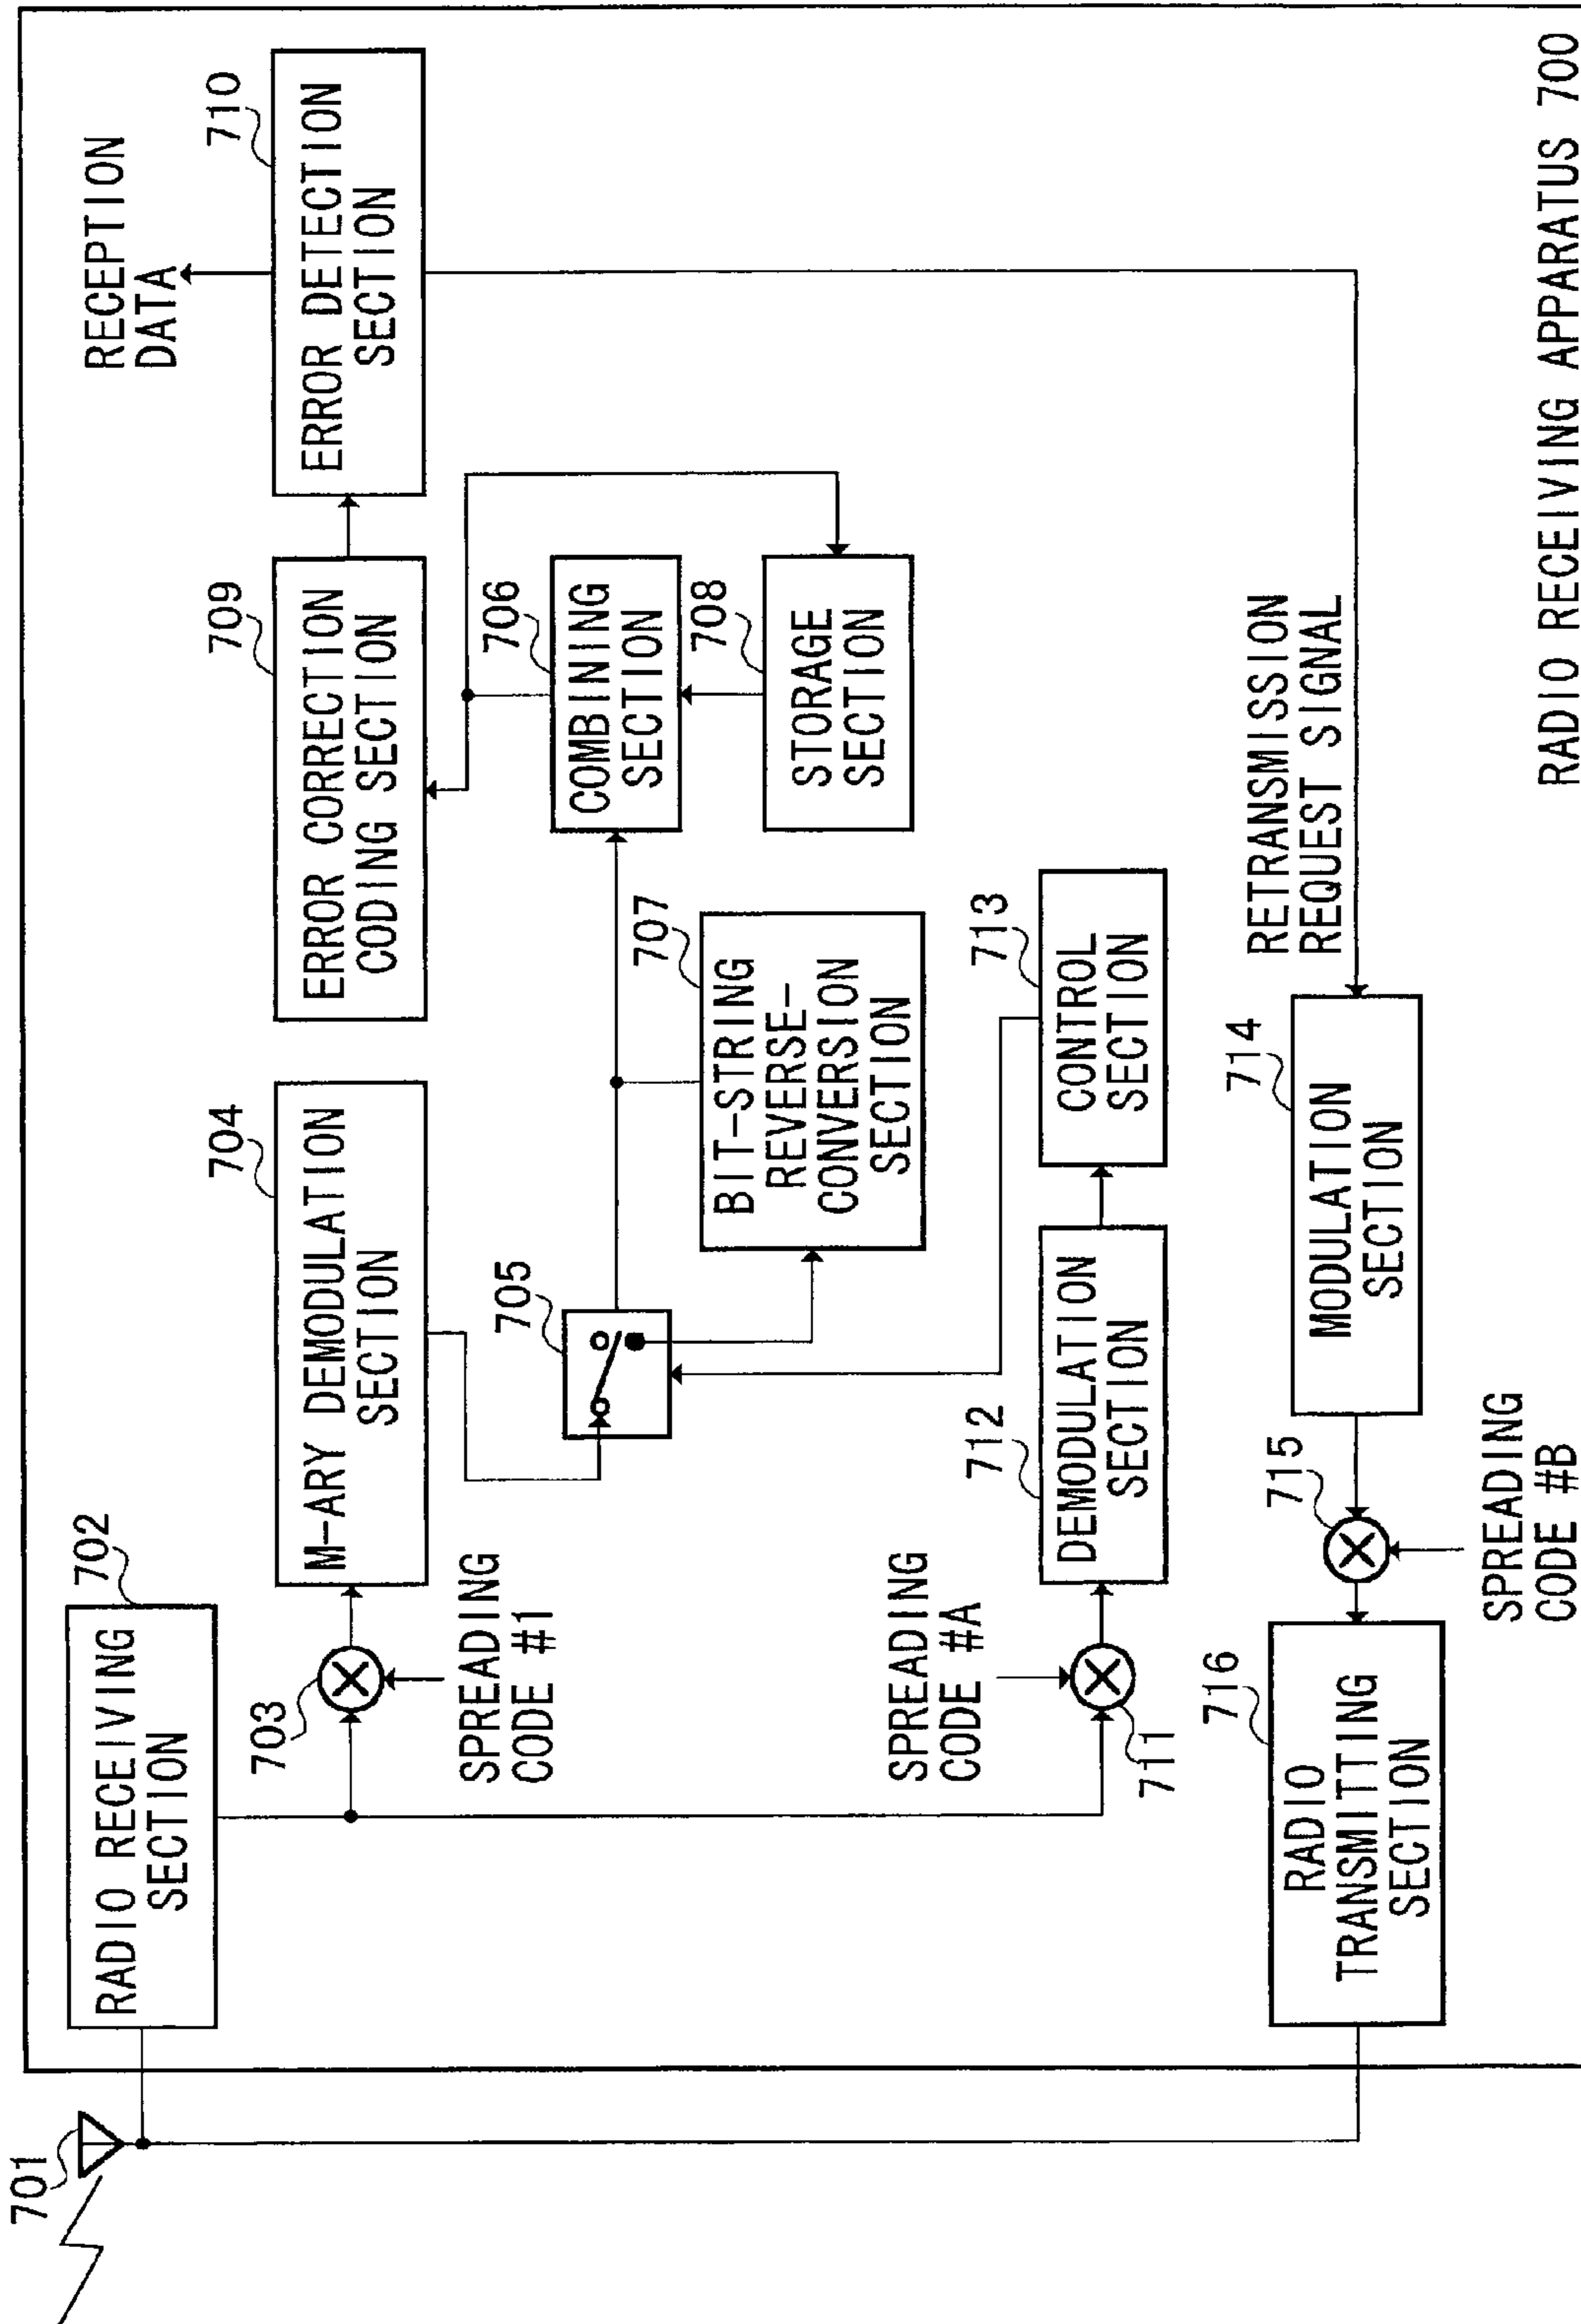 701
702
RADIO RECEIVING
SECTION
703
SPREADING
CODE #1
704
M-ARY DEMODULATION
SECTION
705
709
ERROR CORRECTION
CODING SECTION
706
COMBINING
SECTION
708
STORAGE
SECTION
707
BIT-STRING
REVERSE-
CONVERSION
SECTION
RECEPTION
DATA
710
ERROR DETECTION
SECTION
SPREADING
CODE #A
711
712
DEMODULATION
SECTION
713
CONTROL
SECTION
716
RADIO
TRANSMITTING
SECTION
715
SPREADING
CODE #B
714
MODULATION
SECTION
RETRANSMISSION
REQUEST SIGNAL
RADIO RECEIVING APPARATUS 700